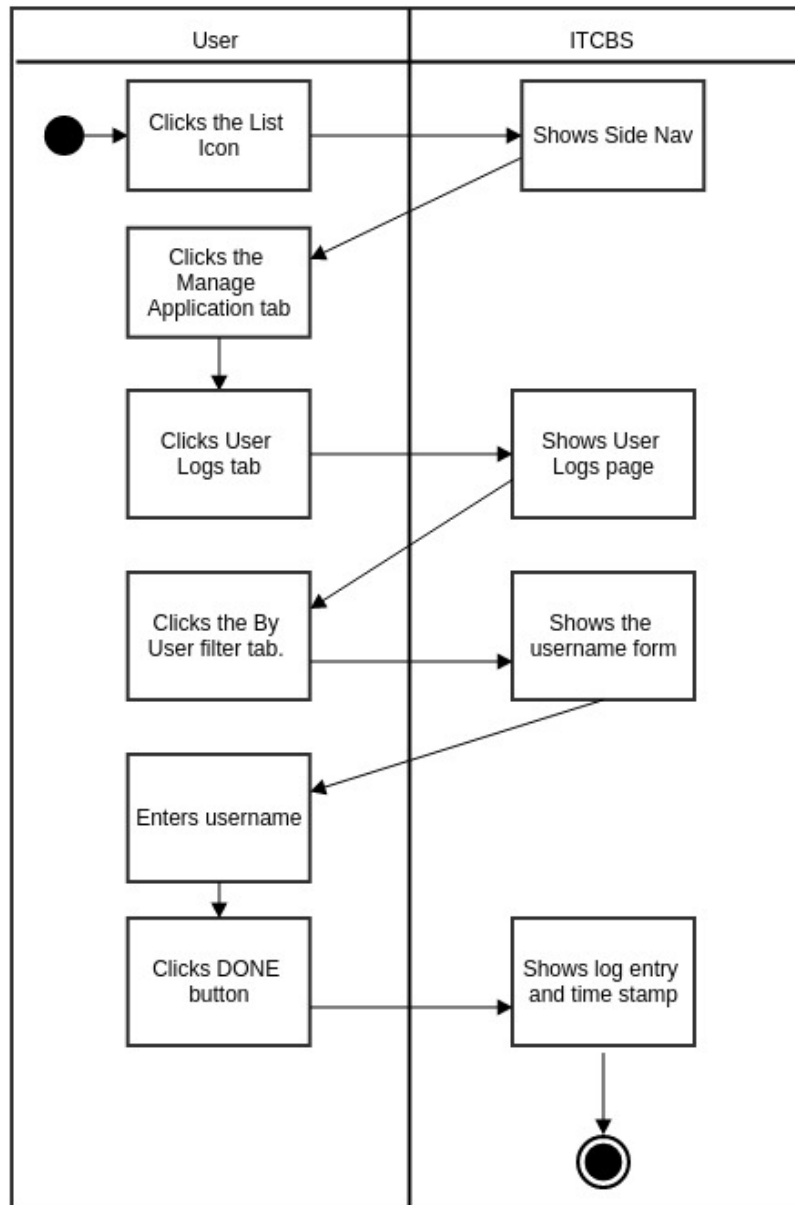 User
ITCBS
Clicks the List
Icon
Shows Side Nav
Clicks the
Manage
Application tab
Clicks User
Logs tab
Shows User
Logs page
Clicks the By
User filter tab.
Shows the
username form
Enters username
Clicks DONE
button
Shows log entry
and time stamp